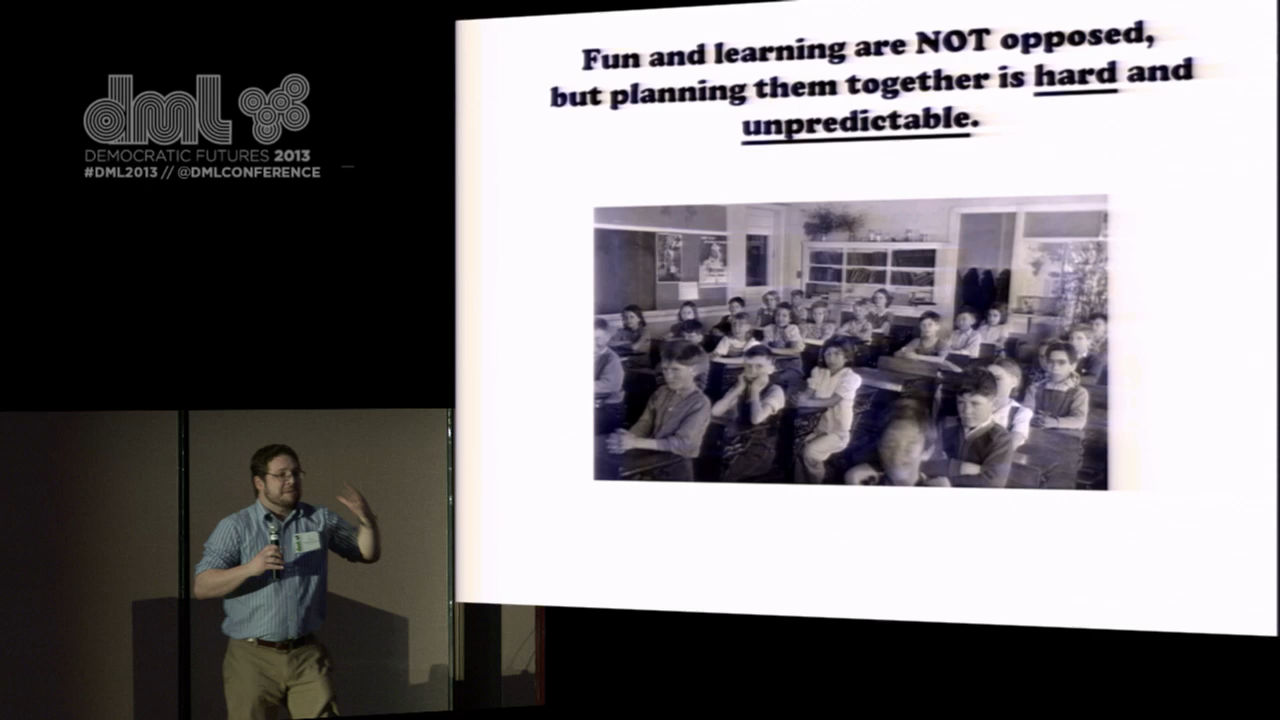 dml
DEMOCRATIC FUTURES 2013
#DML2013 // @DMLCONFERENCE
Fun and learning are NOT opposed,
but planning them together is hard and
unpredictable.